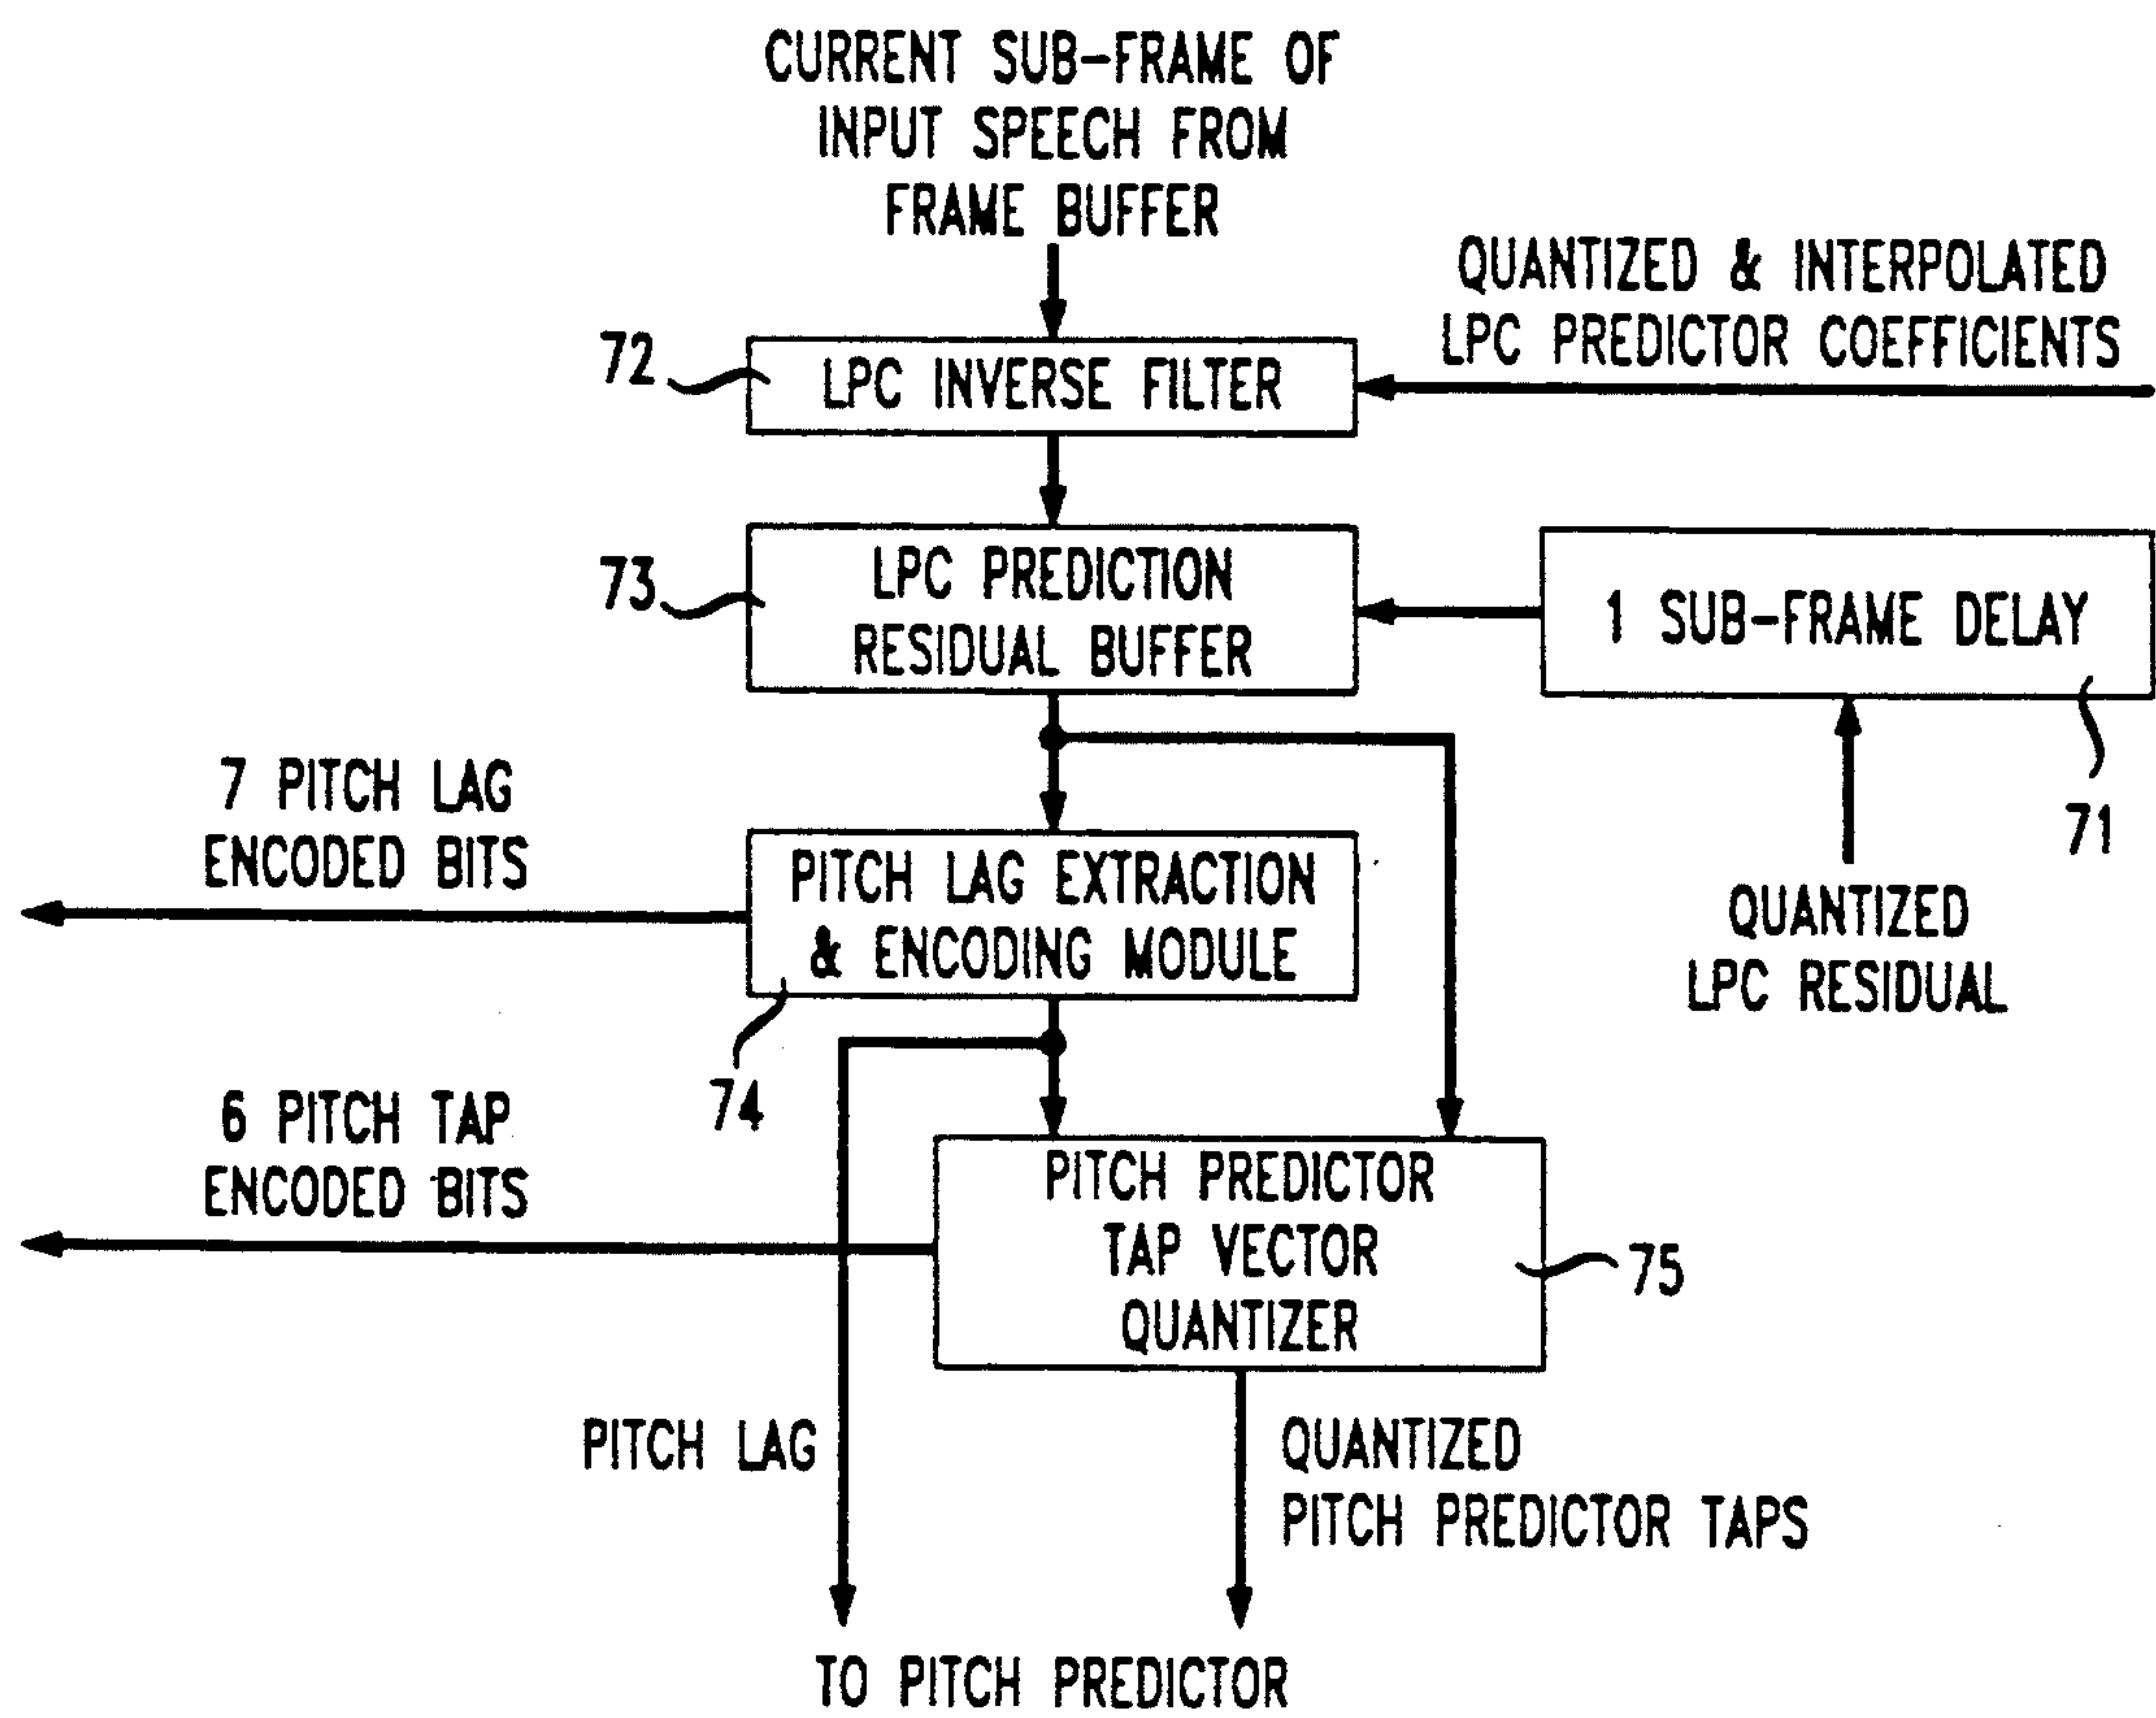 CURRENT SUB-FRAME OF
INPUT SPEECH FROM
FRAME BUFFER
QUANTIZED & INTERPOLATED
LPC PREDICTOR COEFFICIENTS
72
LPC INVERSE FILTER
73
LPC PREDICTION
RESIDUAL BUFFER
1 SUB-FRAME DELAY
71
QUANTIZED
LPC RESIDUAL
7 PITCH LAG
ENCODED BITS
PITCH LAG EXTRACTION
& ENCODING MODULE
74
6 PITCH TAP
ENCODED BITS
PITCH PREDICTOR
TAP VECTOR
QUANTIZER
75
PITCH LAG
QUANTIZED
PITCH PREDICTOR TAPS
TO PITCH PREDICTOR